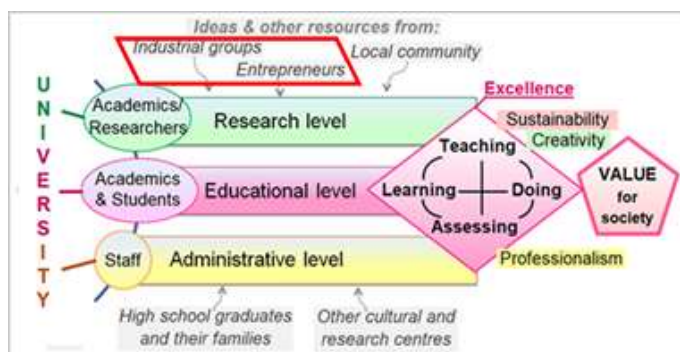 Ideas & other resources from:
Industrial groups
Entrepreneurs
Local community
UNIVERSITY
Academics/
Researchers
Research level
Academics
& Students
Educational level
Staff
Administrative level
Excellence
Sustainability
Creativity
Teaching
Learning
Doing
Assessing
Professionalism
VALUE
for
society
High school graduates
and their families
Other cultural and
research centres